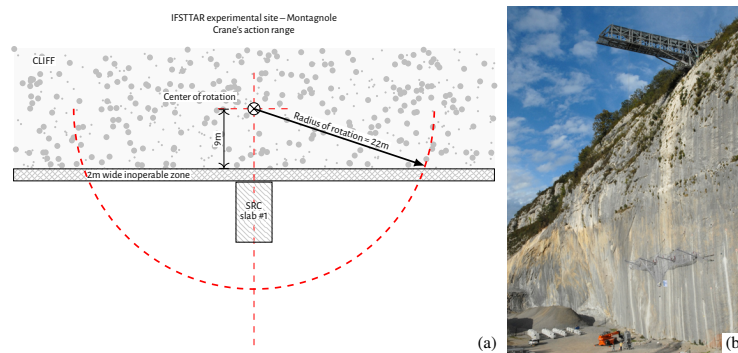 IFSTTAR experimental site – Montagnole
Crane's action range
CLIFF
Center of rotation
Radius of rotation = 22m
9m
2m wide inoperable zone
SRC
slab #1
(a)
(b